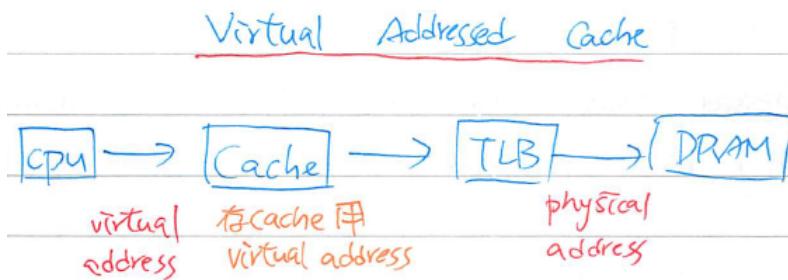 Virtual Addressed Cache
CPU → Cache → TLB → DRAM
virtual address
存cache用 virtual address
physical address